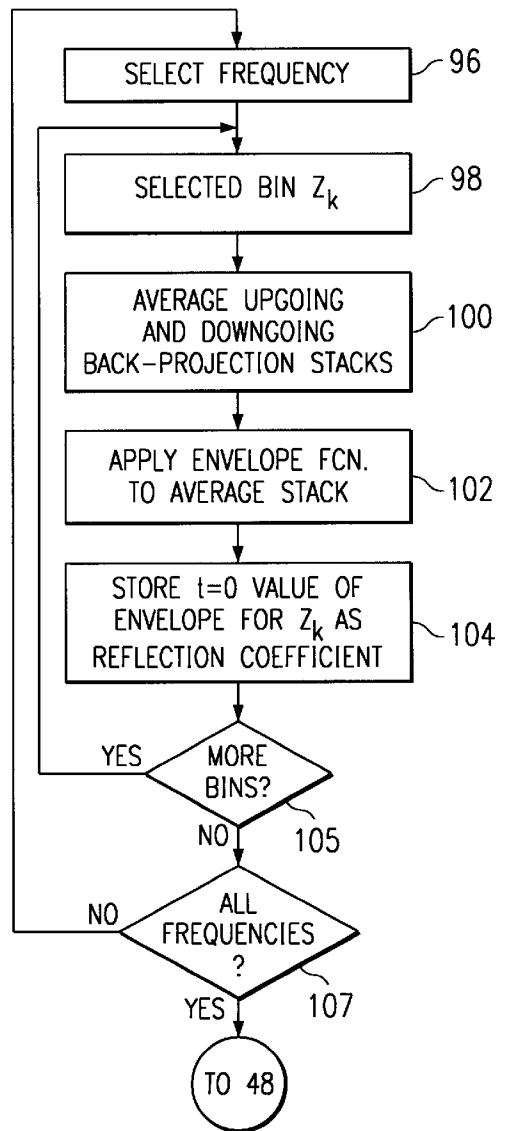 SELECT FREQUENCY
96
SELECTED BIN Zk
98
AVERAGE UPGOING
AND DOWNGOING
BACK-PROJECTION STACKS
100
APPLY ENVELOPE FCN.
TO AVERAGE STACK
102
STORE t=0 VALUE OF
ENVELOPE FOR Zk AS
REFLECTION COEFFICIENT
104
YES
MORE
BINS?
105
NO
NO
ALL
FREQUENCIES
?
107
YES
TO 48